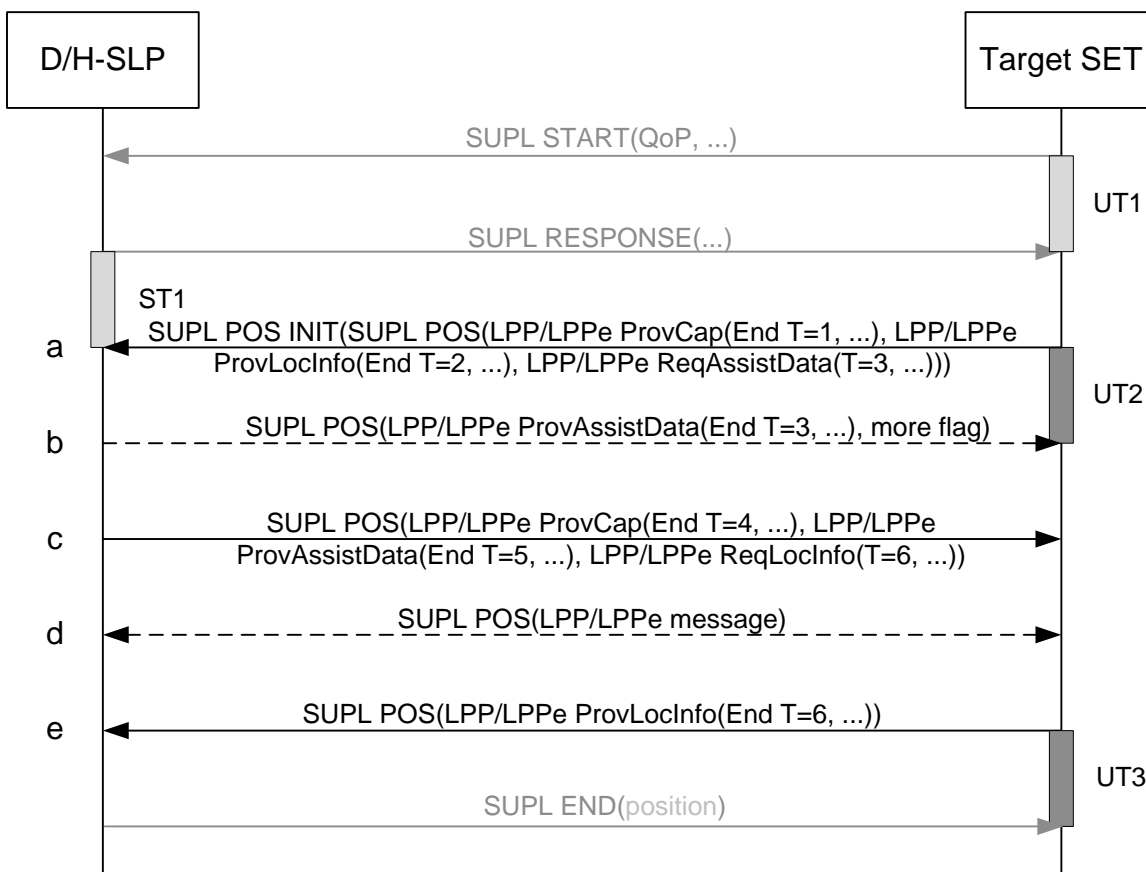 D/H-SLP
Target SET
SUPL START(QoP, ...)
UT1
SUPL RESPONSE(...)
ST1
SUPL POS INIT(SUPL POS(LPP/LPPe ProvCap(End T=1, ...), LPP/LPPe
a
ProvLocInfo(End T=2, ...), LPP/LPPe ReqAssistData(T=3, ...)))
UT2
SUPL POS(LPP/LPPe ProvAssistData(End T=3, ...), more flag)
b
SUPL POS(LPP/LPPe ProvCap(End T=4, ...), LPP/LPPe
c
ProvAssistData(End T=5, ...), LPP/LPPe ReqLocInfo(T=6, ...))
SUPL POS(LPP/LPPe message)
d
SUPL POS(LPP/LPPe ProvLocInfo(End T=6, ...))
e
UT3
SUPL END(position)